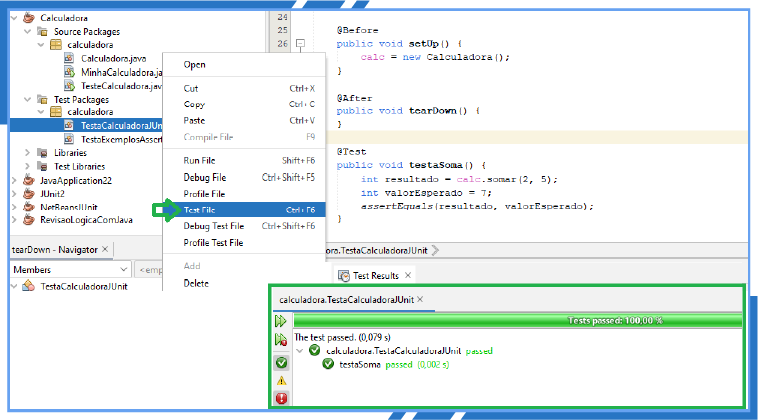 Calculadora
Source Packages
calculadora
Calculadora.java
MinhaCalculadora.ja
TesteCalculadora.jav
Test Packages
calculadora
TestaCalculadoraJU
TestaExemplosAssert
Libraries
Test Libraries
JavaApplication22
JUnit2
NetBeansJUnit
RevisaoLogicaComJava
tearDown - Navigator ×
Members
<emp
TestaCalculadoraJUnit
Open
Cut Ctrl+X
Copy Ctrl+C
Paste Ctrl+V
Compile File F9
Run File Shift+F6
Debug File Ctrl+Shift+F5
Profile File
Test File Ctrl+F6
Debug Test File Ctrl+Shift+F6
Profile Test File
Add
Delete
24
25 @Before
26 public void setUp() {
calc = new Calculadora();
}
@After
public void tearDown() {
}
@Test
public void testaSoma() {
int resultado = calc.somar(2, 5);
int valorEsperado = 7;
assertEquals(resultado, valorEsperado);
}
ora.TestaCalculadoraJUnit
Test Results ×
calculadora.TestaCalculadoraJUnit ×
Tests passed: 100,00 %
The test passed. (0,079 s)
calculadora.TestaCalculadoraJUnit passed
testaSoma passed (0,002 s)